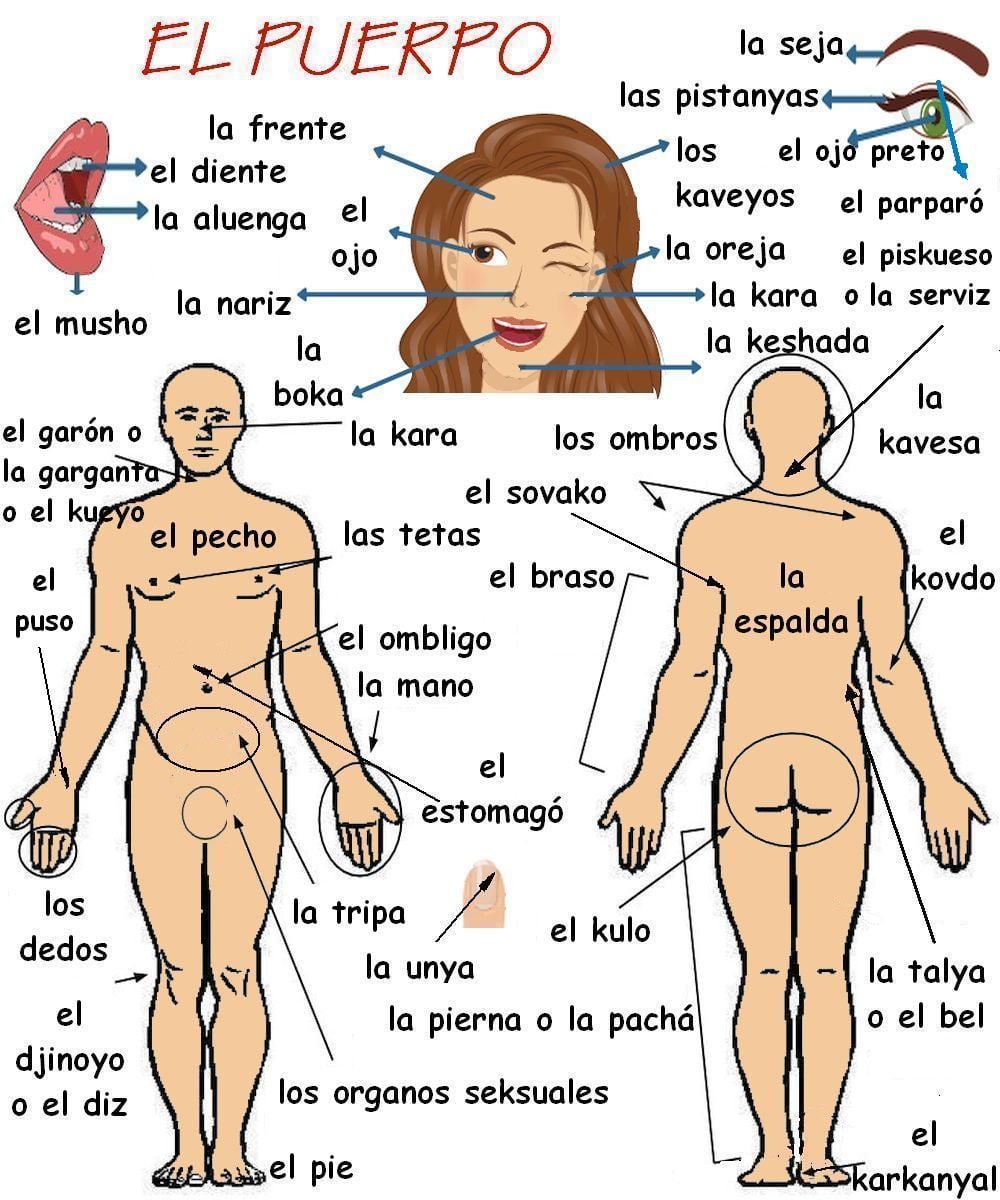 EL PUERPO
la seja
las pistanyas
el ojo preto
el parparó
la frente
el diente
la aluenga
el musho
el
ojo
la nariz
la
boka
los
kaveyos
la oreja
la kara
la keshada
el piskueso
o la serviz
la
kavesa
el garón o
la garganta
o el kueyo
la kara
los ombros
el sovako
el pecho
las tetas
el braso
la
espalda
el
kovdo
el
puso
el ombligo
la mano
el
estomagó
los
dedos
la tripa
la unya
el kulo
la talya
o el bel
la pierna o la pachá
el
djinoyo
o el diz
los organos seksuales
el pie
el
karkanyal